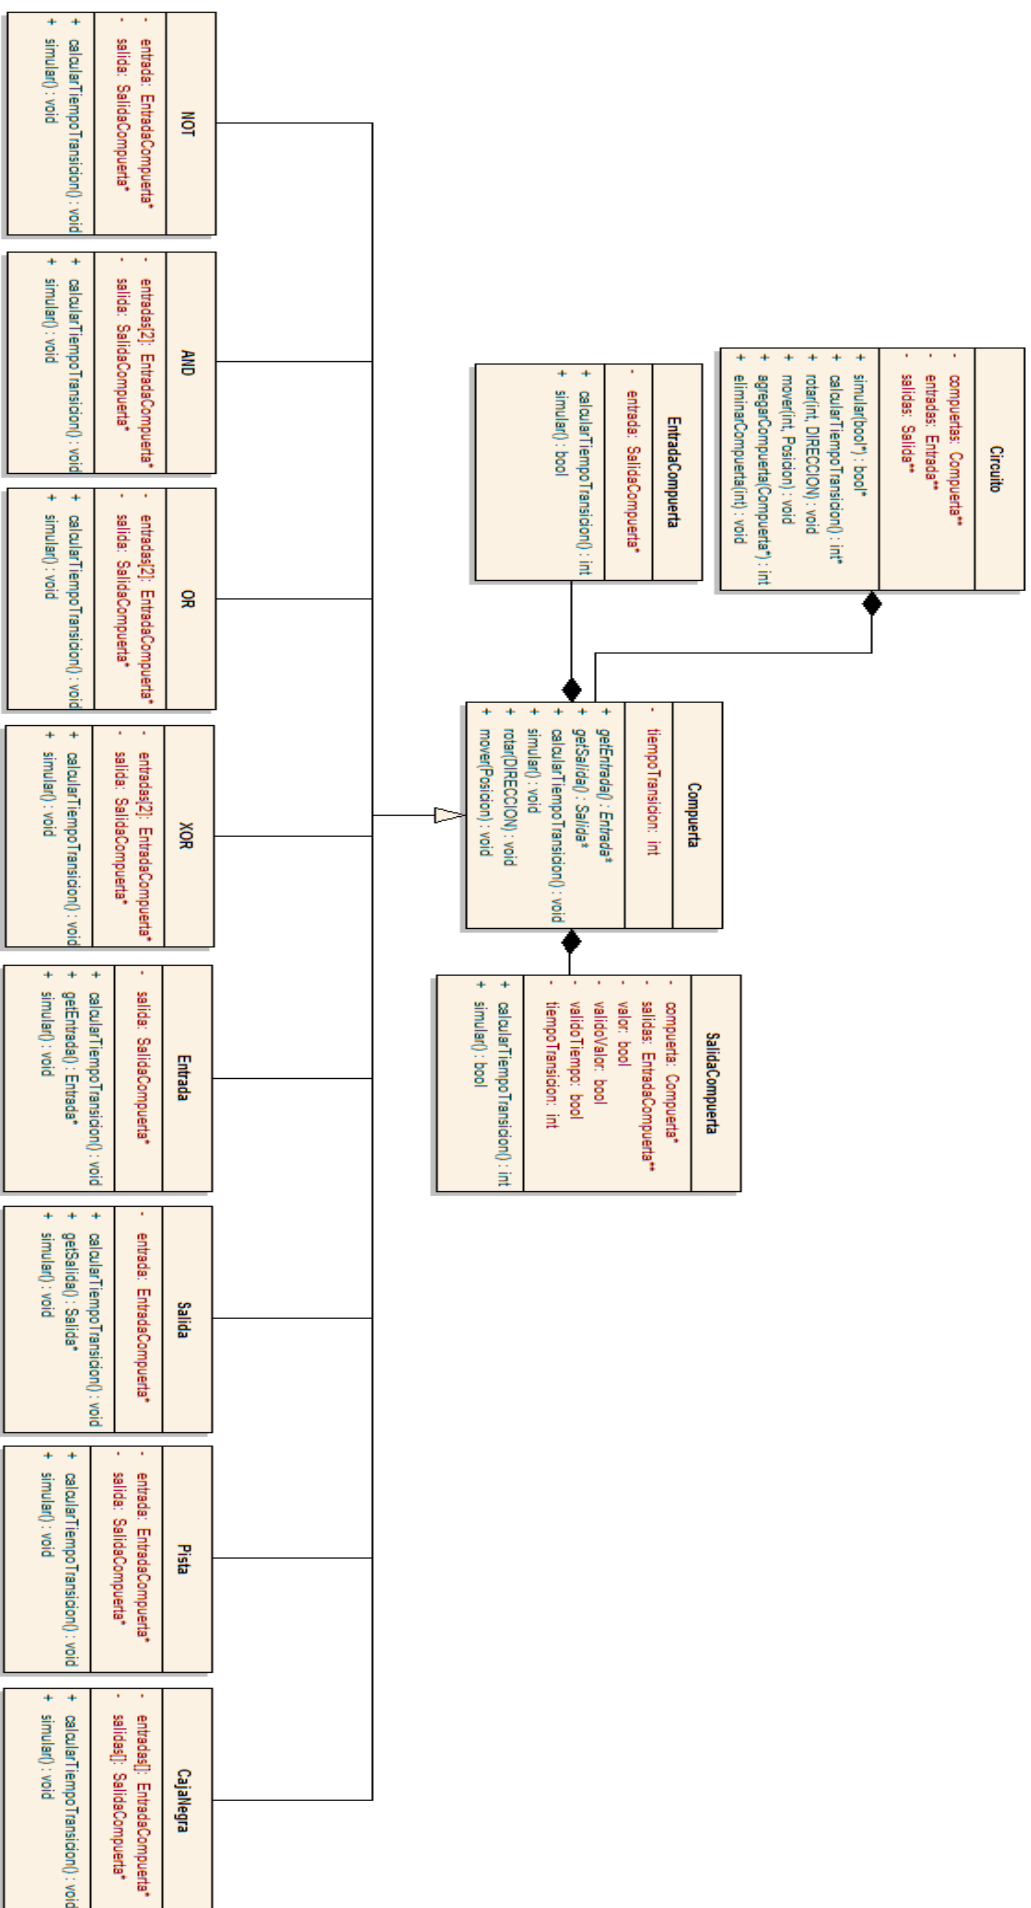 Circuito
- compuertas: Compuerta**
- entradas: Entrada**
- salidas: Salida**
+ simular(bool*) : bool*
+ calcularTiempoTransicion() : int*
+ rotar(int, DIRECCION) : void
+ mover(int, Posicion) : void
+ agregarCompuerta(Compuerta*) : int
+ eliminarCompuerta(int) : void
EntradaCompuerta
- entrada: SalidaCompuerta*
+ calcularTiempoTransicion() : int
+ simular() : bool
Compuerta
- tiempoTransicion: int
+ getEntrada() : Entrada*
+ getSalida() : Salida*
+ calcularTiempoTransicion() : void
+ simular() : void
+ rotar(DIRECCION) : void
+ mover(Posicion) : void
SalidaCompuerta
- compuerta: Compuerta*
- salidas: EntradaCompuerta**
- valor: bool
- validoValor: bool
- validoTiempo: bool
- tiempoTransicion: int
+ calcularTiempoTransicion() : int
+ simular() : bool
NOT
- entrada: EntradaCompuerta*
- salida: SalidaCompuerta*
+ calcularTiempoTransicion() : void
+ simular() : void
AND
- entradas[2]: EntradaCompuerta*
- salida: SalidaCompuerta*
+ calcularTiempoTransicion() : void
+ simular() : void
OR
- entradas[2]: EntradaCompuerta*
- salida: SalidaCompuerta*
+ calcularTiempoTransicion() : void
+ simular() : void
XOR
- entradas[2]: EntradaCompuerta*
- salida: SalidaCompuerta*
+ calcularTiempoTransicion() : void
+ simular() : void
Entrada
- salida: SalidaCompuerta*
+ calcularTiempoTransicion() : void
+ getEntrada() : Entrada*
+ simular() : void
Salida
- entrada: EntradaCompuerta*
+ calcularTiempoTransicion() : void
+ getSalida() : Salida*
+ simular() : void
Pista
- entrada: EntradaCompuerta*
- salida: SalidaCompuerta*
+ calcularTiempoTransicion() : void
+ simular() : void
CajaNegra
- entradas[]: EntradaCompuerta*
- salidas[]: SalidaCompuerta*
+ calcularTiempoTransicion() : void
+ simular() : void